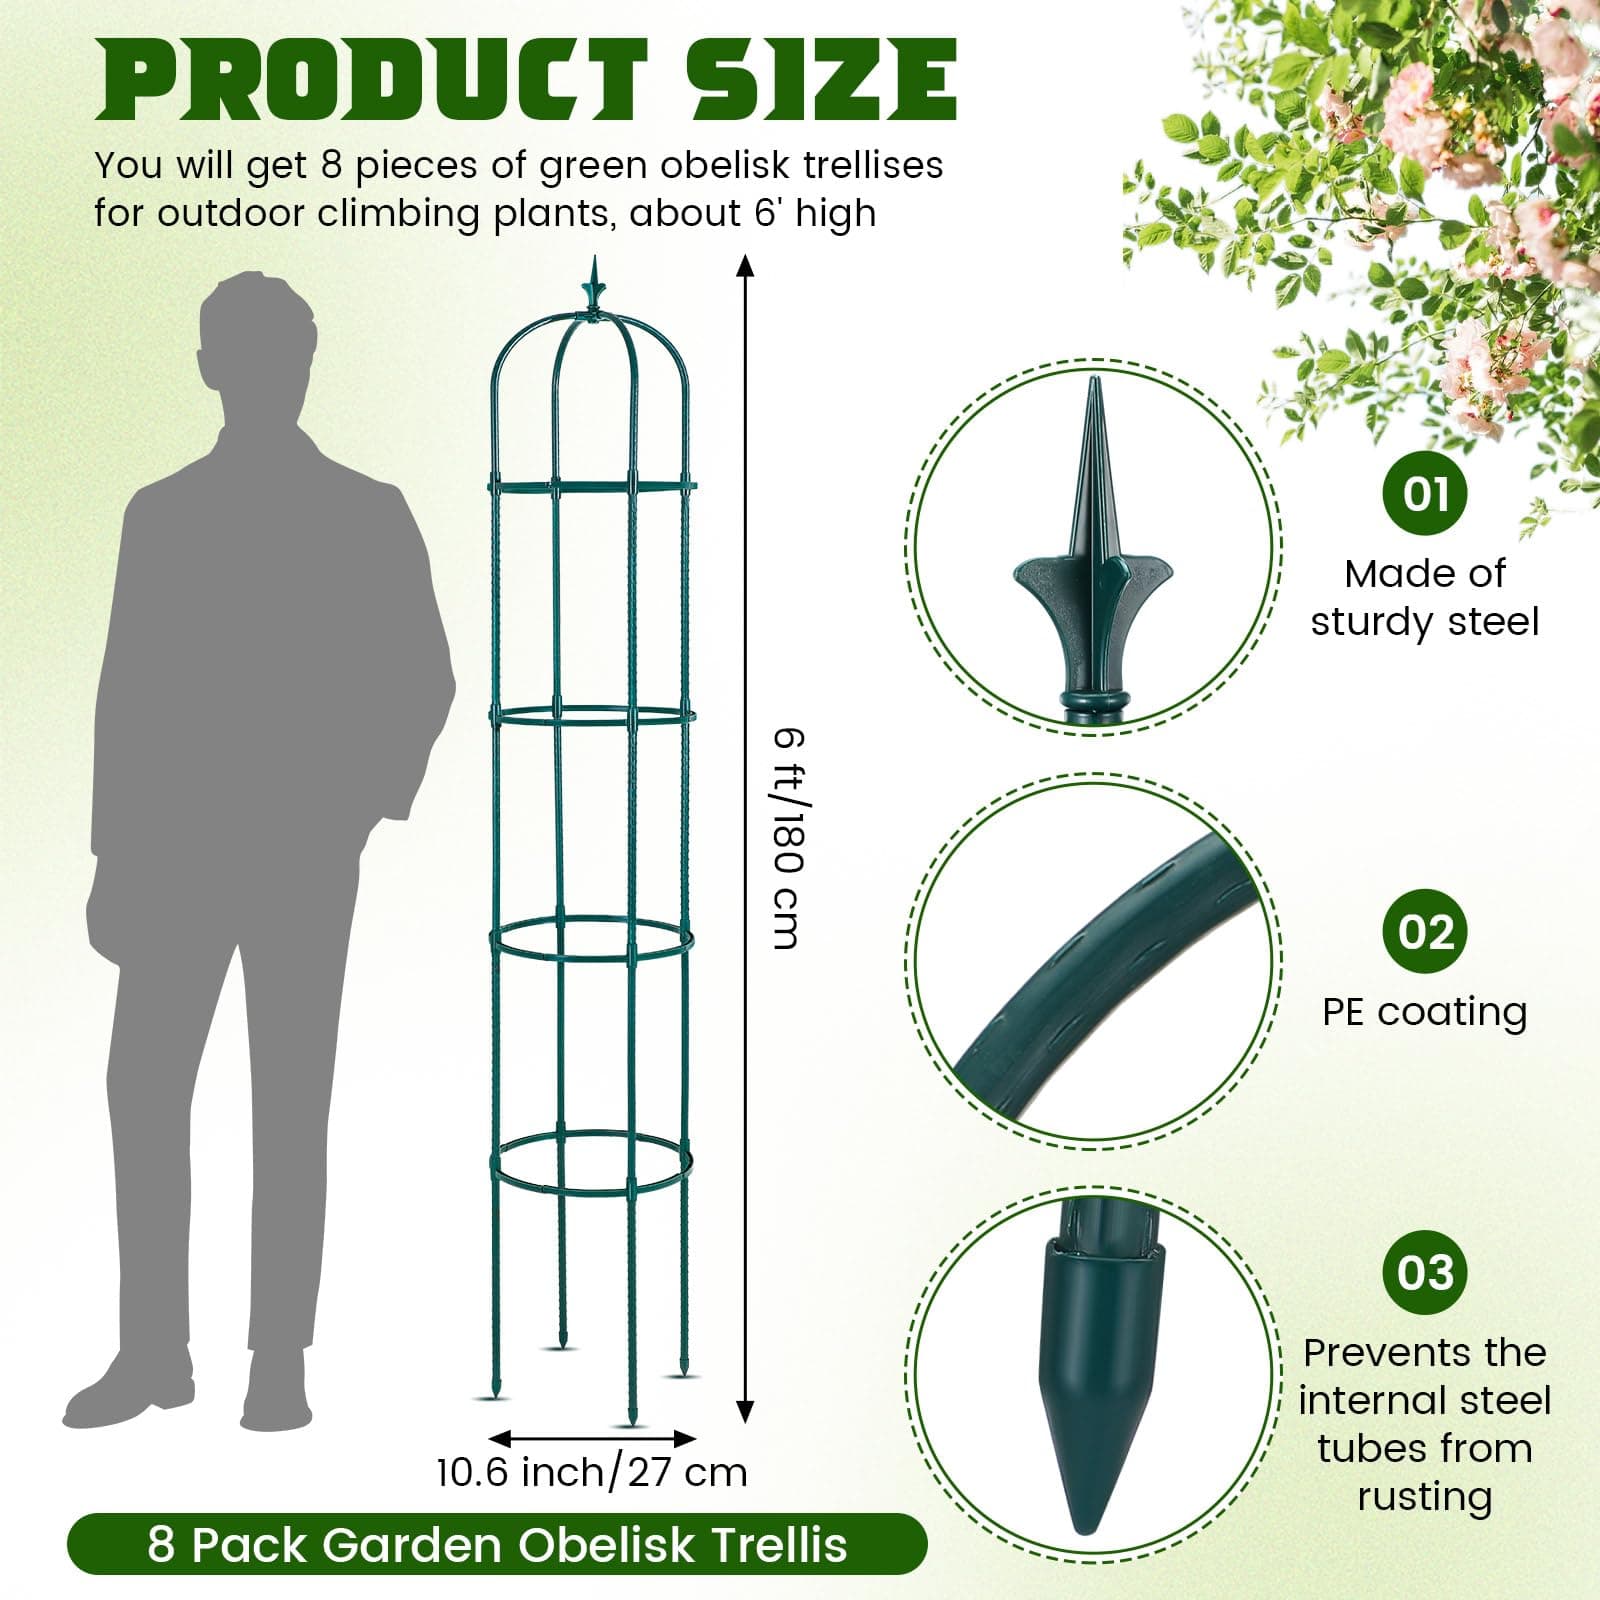 PRODUCT SIZE
You will get 8 pieces of green obelisk trellises
for outdoor climbing plants, about 6' high
6 ft/180 cm
10.6 inch/27 cm
8 Pack Garden Obelisk Trellis
01
Made of
sturdy steel
02
PE coating
03
Prevents the
internal steel
tubes from
rusting